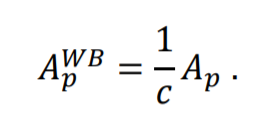 A_p^{WB} = \frac{1}{c} A_p .